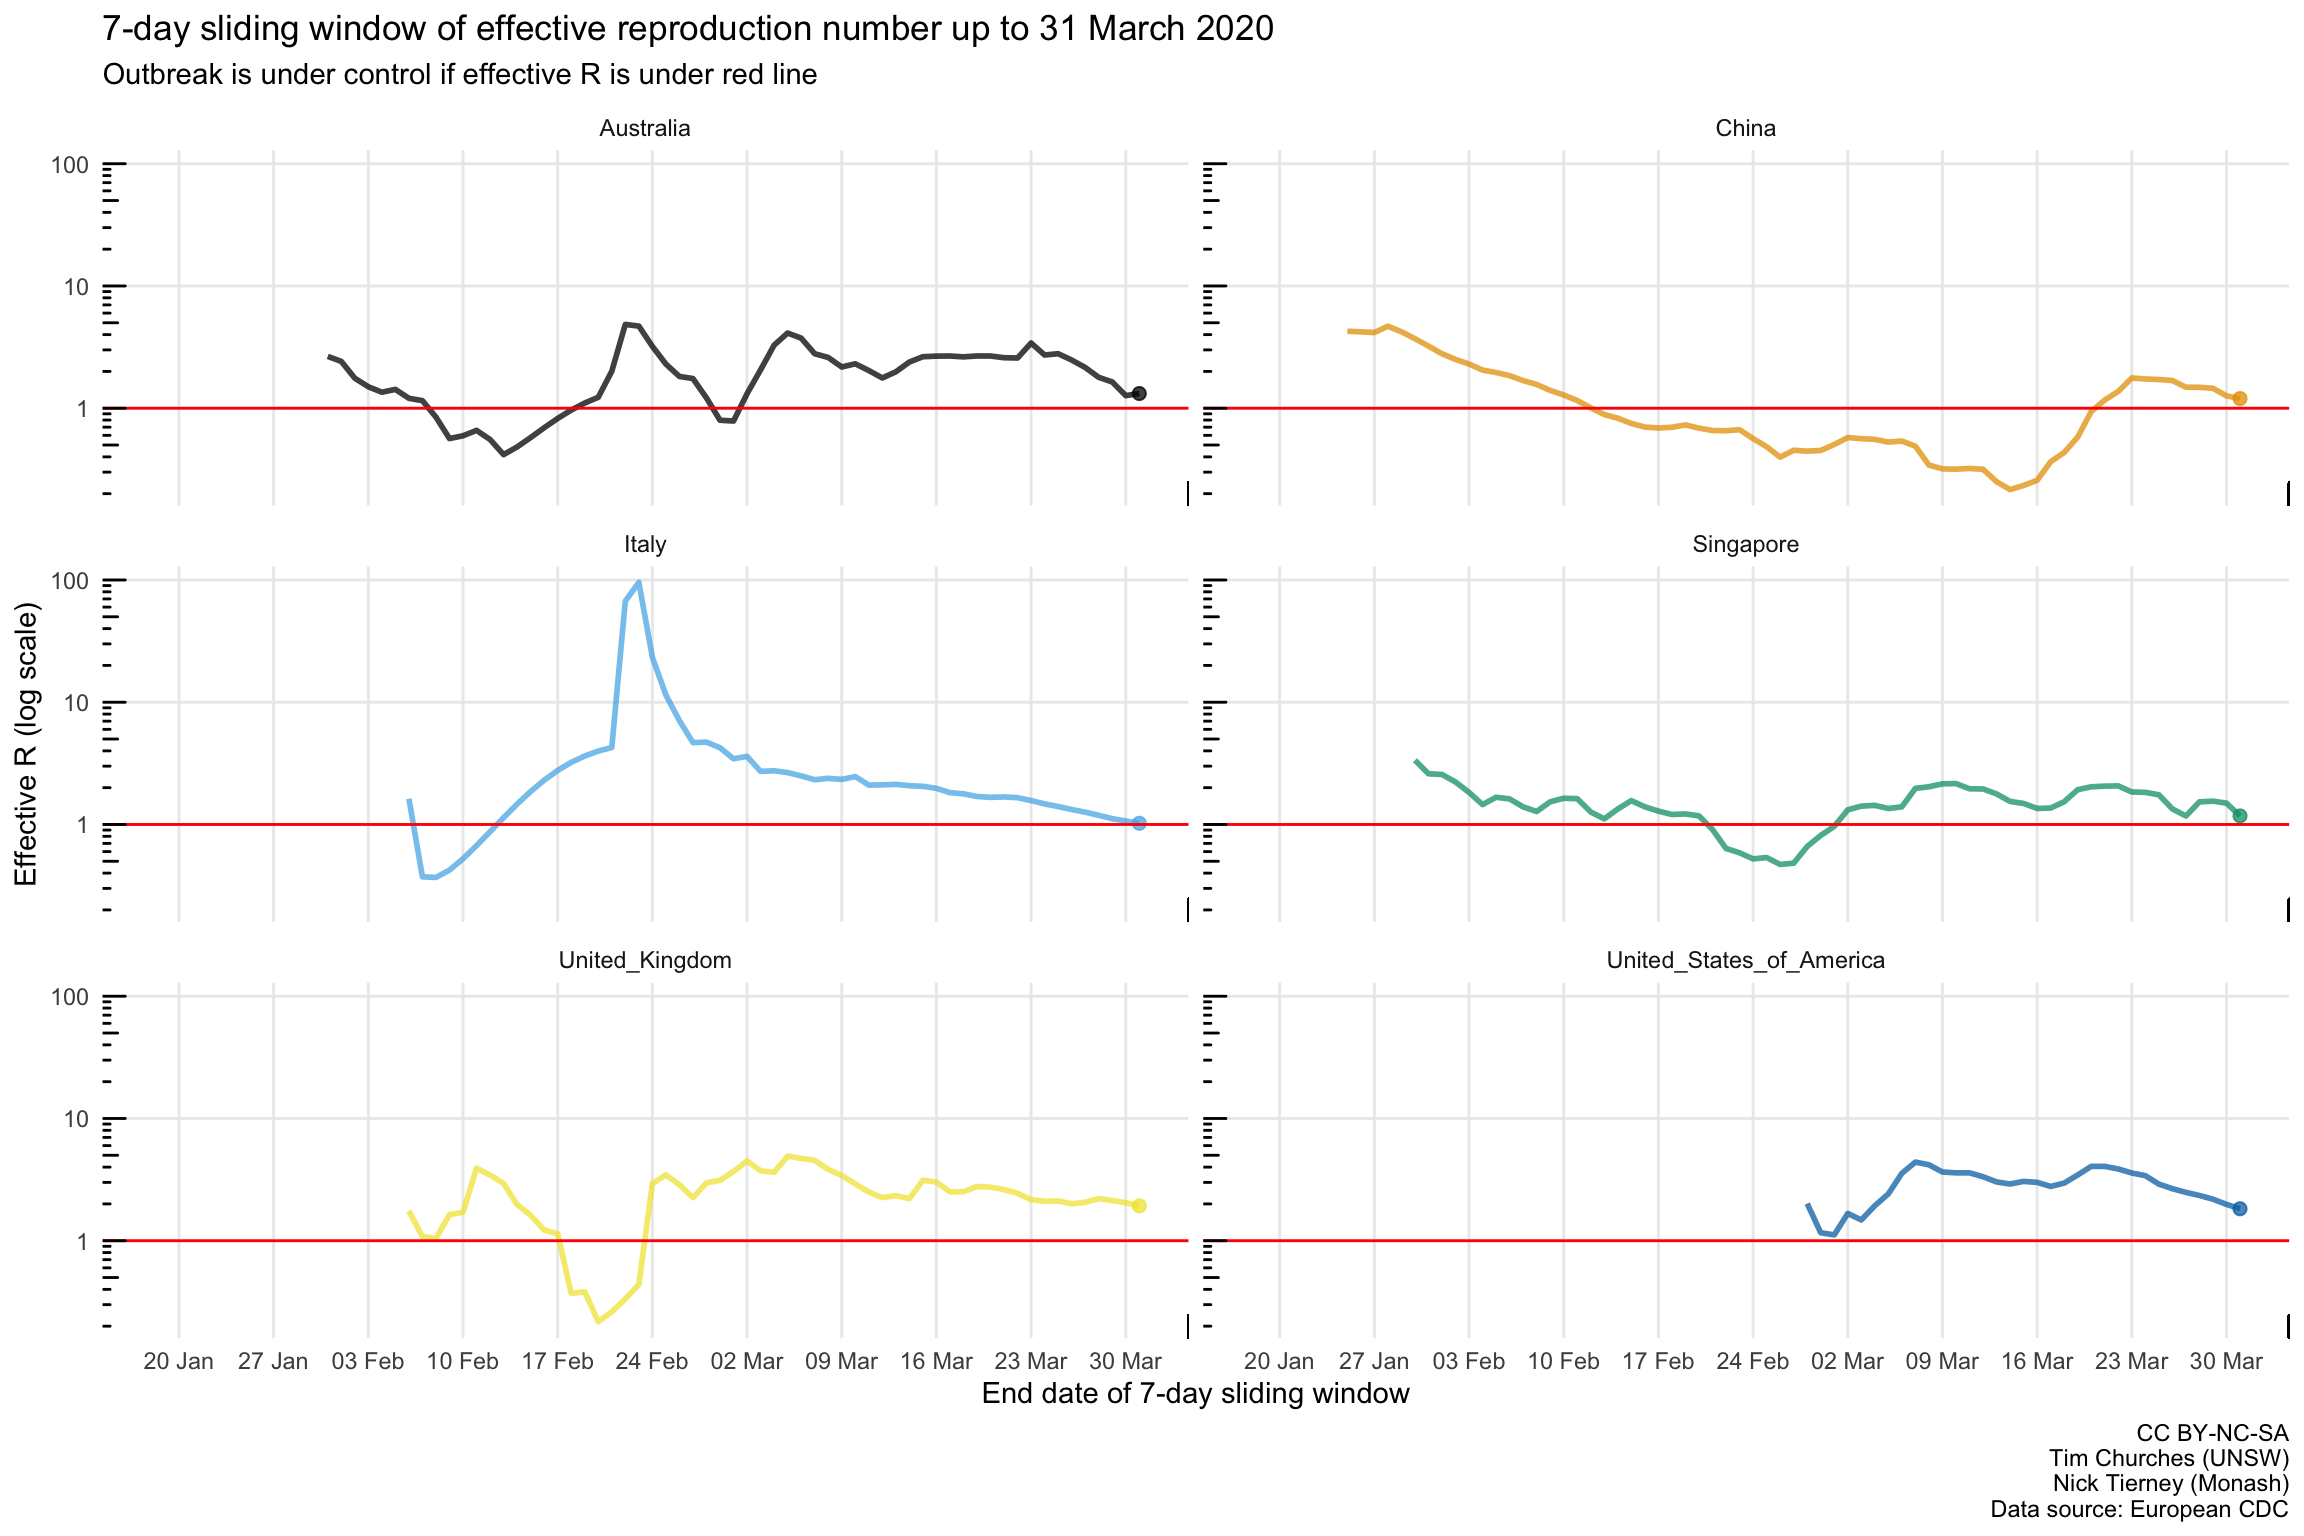 7-day sliding window of effective reproduction number up to 31 March 2020
Outbreak is under control if effective R is under red line
Australia
China
100
10
1
Italy
Singapore
Effective R (log scale)
100
10
1
United_Kingdom
United_States_of_America
100
10
1
20 Jan 27 Jan 03 Feb 10 Feb 17 Feb 24 Feb 02 Mar 09 Mar 16 Mar 23 Mar 30 Mar
20 Jan 27 Jan 03 Feb 10 Feb 17 Feb 24 Feb 02 Mar 09 Mar 16 Mar 23 Mar 30 Mar
End date of 7-day sliding window
CC BY-NC-SA
Tim Churches (UNSW)
Nick Tierney (Monash)
Data source: European CDC